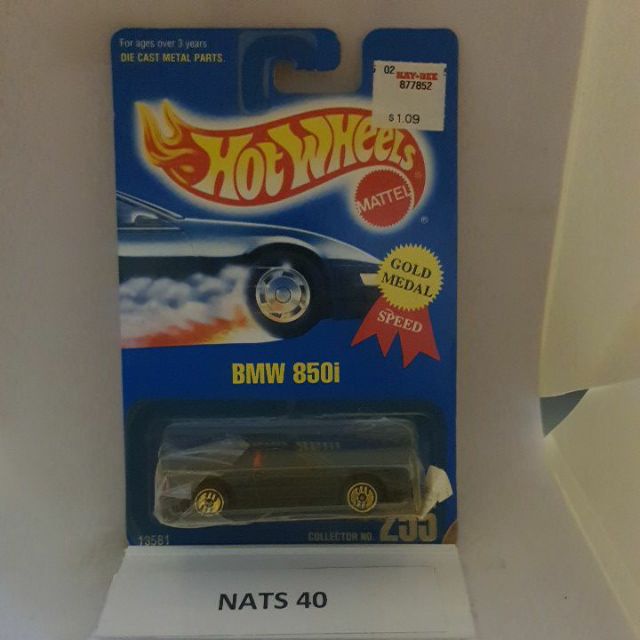 For ages over 3 years
DIE CAST METAL PARTS.
02 KAY-BEE
877852
$1.09
HOT WHEELS
MATTEL
®
GOLD
MEDAL
SPEED
BMW 850i
13581
COLLECTOR NO. 255
NATS 40